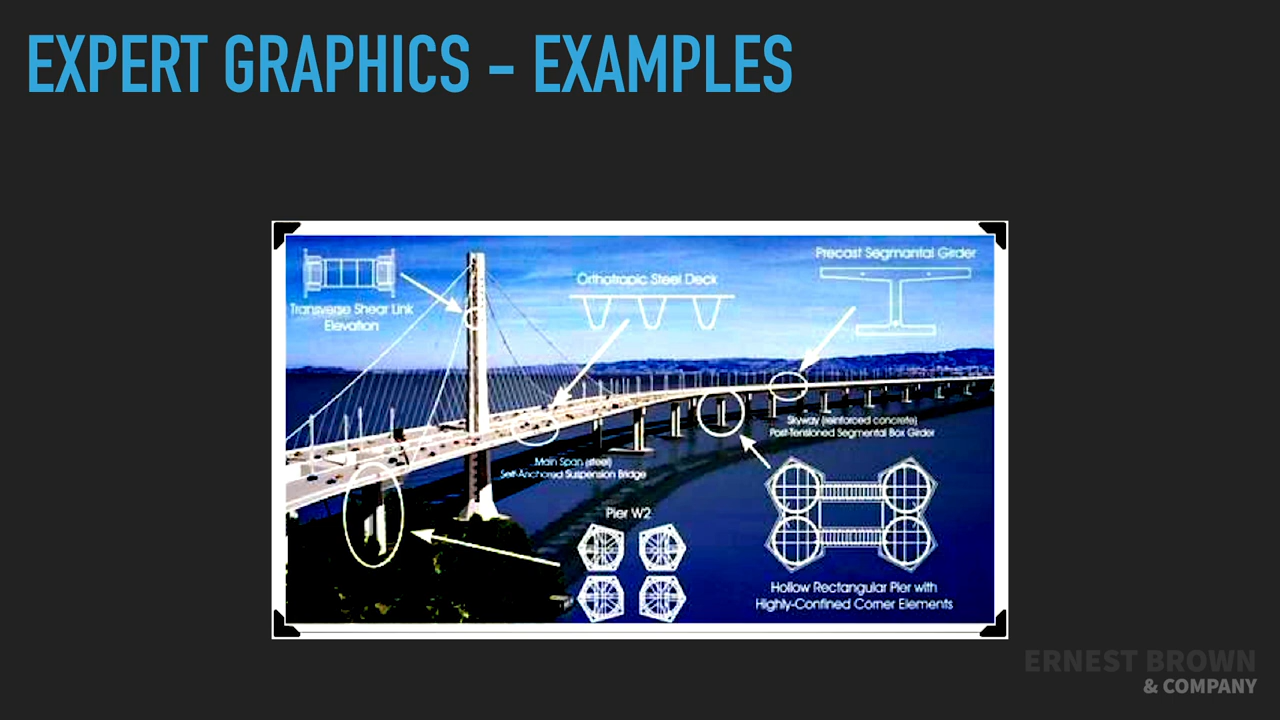 EXPERT GRAPHICS – EXAMPLES
Precast Segmantal Girder
Orthotropic Steel Deck
Transverse Shear Link
Elevation
Skyway (reinforced concrete)
Post-Tensioned Segmental Box Girder
Main Span (steel)
Self-Anchored Suspension Bridge
Pier W2
Hollow Rectangular Pier with
Highly-Confined Corner Elements
ERNEST BROWN
& COMPANY